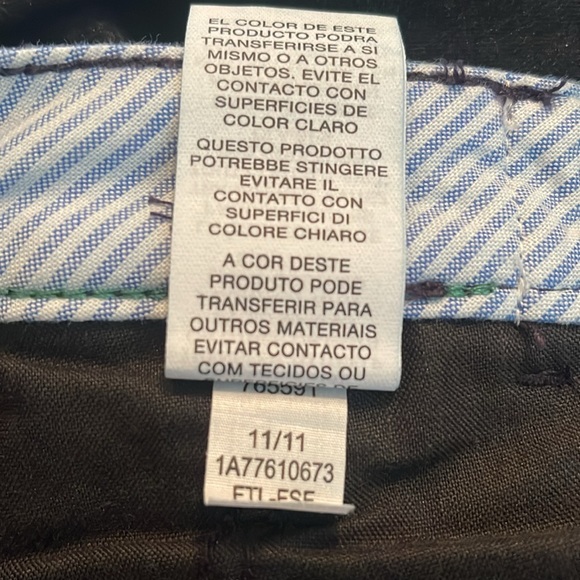 EL COLOR DE ESTE
PRODUCTO PODRA
TRANSFERIRSE A SI
MISMO O A OTROS
OBJETOS. EVITE EL
CONTACTO CON
SUPERFICIES DE
COLOR CLARO
QUESTO PRODOTTO
POTREBBE STINGERE
EVITARE IL
CONTATTO CON
SUPERFICI DI
COLORE CHIARO
A COR DESTE
PRODUTO PODE
TRANSFERIR PARA
OUTROS MATERIAIS
EVITAR CONTACTO
COM TECIDOS OU
765591
11/11
1A77610673